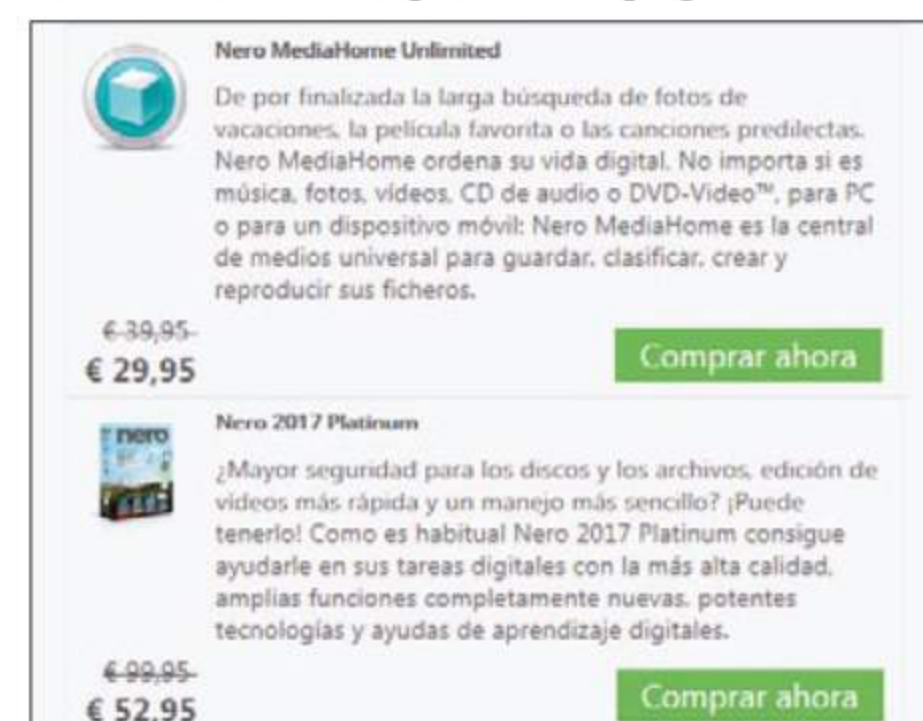 Nero MediaHome Unlimited
De por finalizada la larga búsqueda de fotos de
vacaciones, la película favorita o las canciones predilectas.
Nero MediaHome ordena su vida digital. No importa si es
música, fotos, vídeos, CD de audio o DVD-Video™, para PC
o para un dispositivo móvil: Nero MediaHome es la central
de medios universal para guardar, clasificar, crear y
reproducir sus ficheros.
€ 39,95
€ 29,95
Comprar ahora
nero
Nero 2017 Platinum
¿Mayor seguridad para los discos y los archivos, edición de
vídeos más rápida y un manejo más sencillo? ¡Puede
tenerlo! Como es habitual Nero 2017 Platinum consigue
ayudarle en sus tareas digitales con la más alta calidad,
amplias funciones completamente nuevas, potentes
tecnologías y ayudas de aprendizaje digitales.
€ 99,95
€ 52,95
Comprar ahora